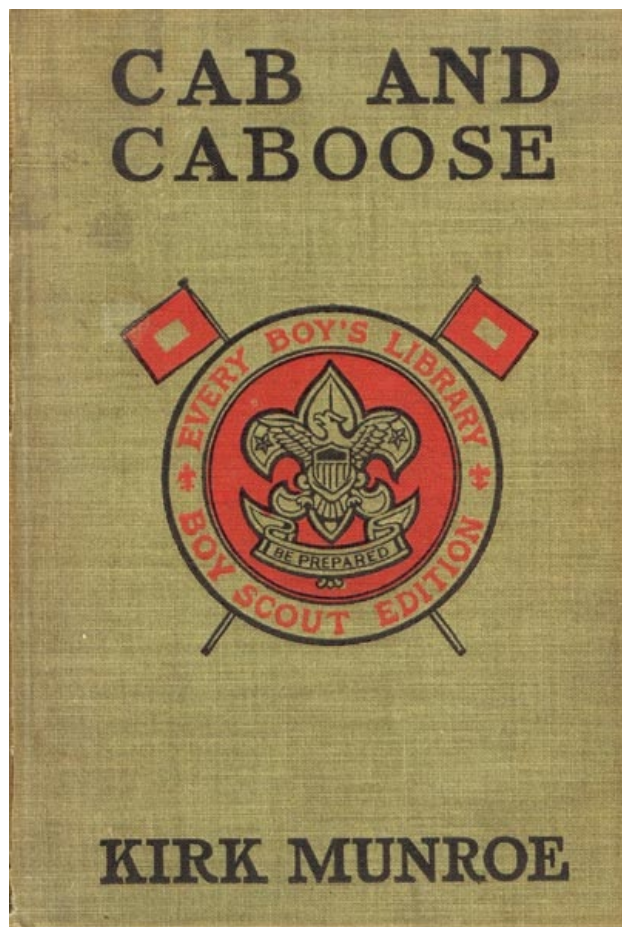 CAB AND
CABOOSE
EVERY BOY'S LIBRARY
BE PREPARED
BOY SCOUT EDITION
KIRK MUNROE